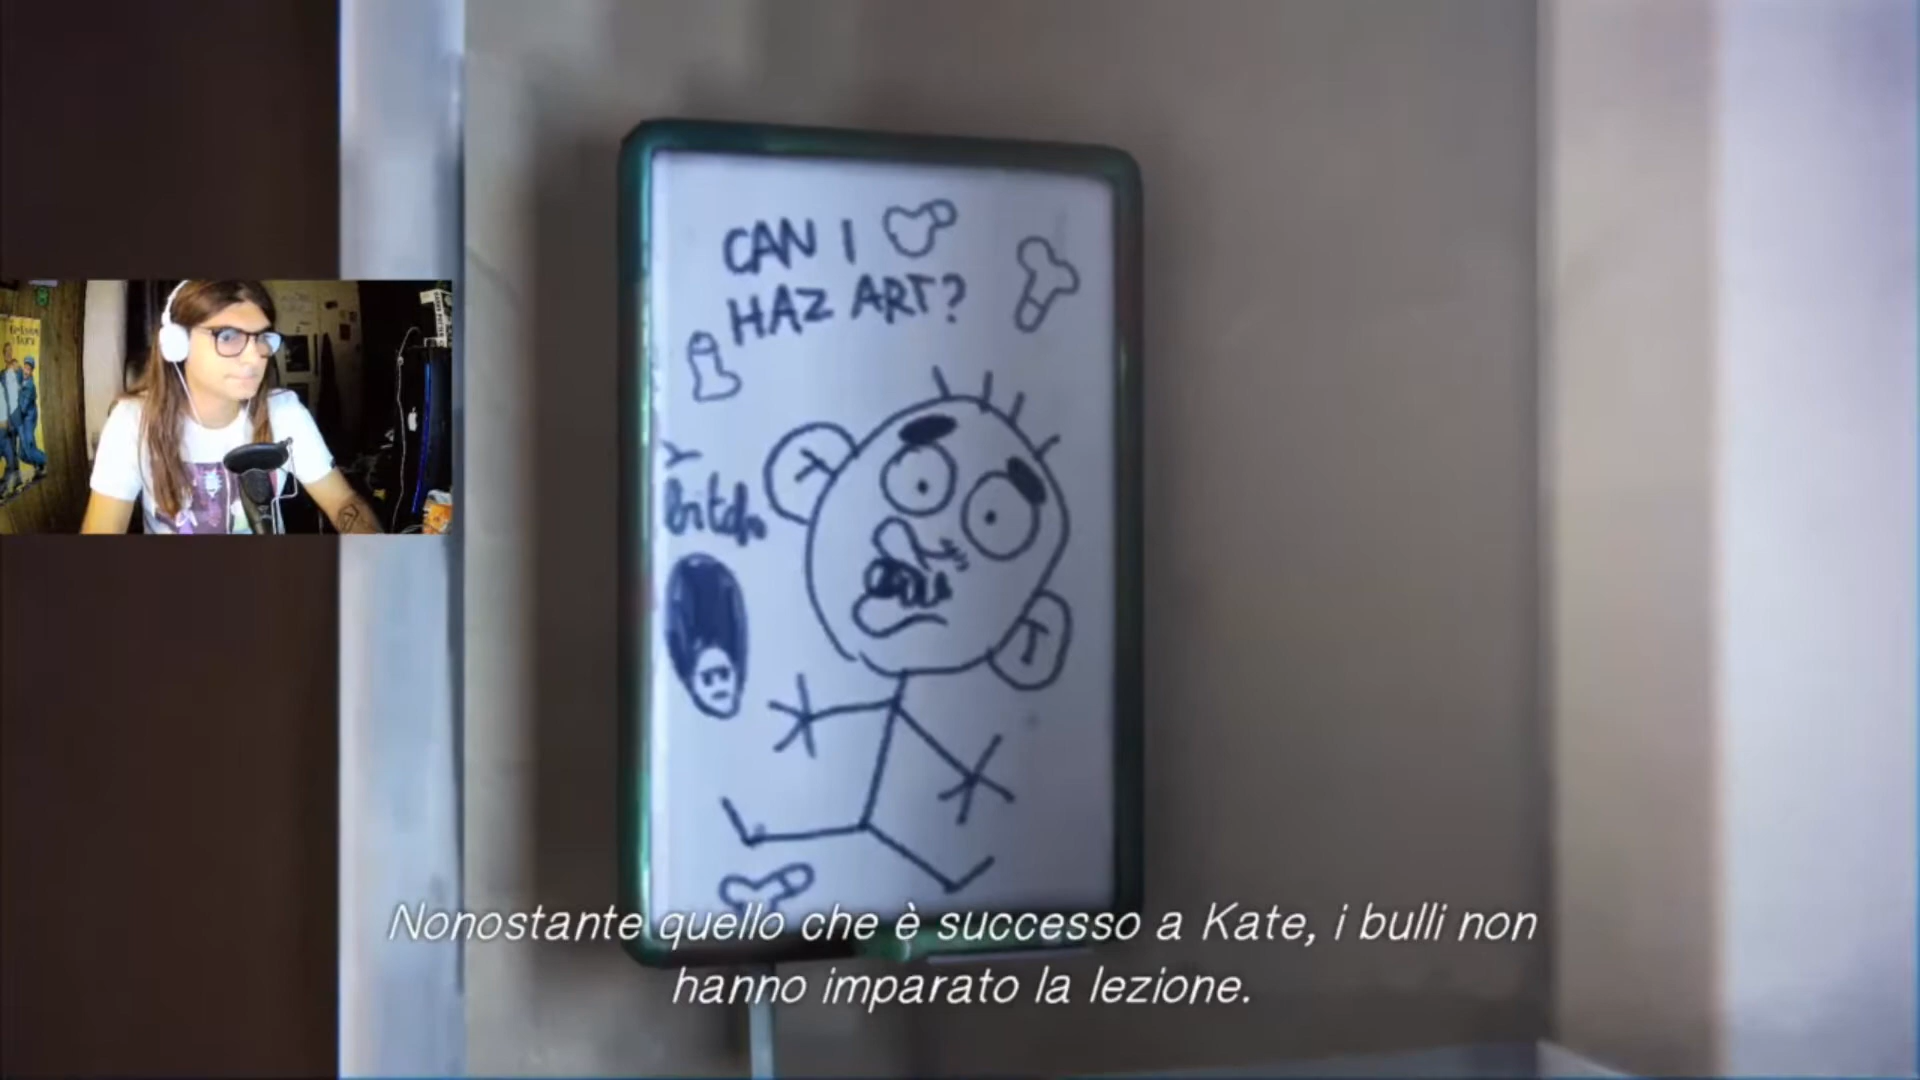 CAN I
HAZ ART?
bitch
Nonostante quello che è successo a Kate, i bulli non
hanno imparato la lezione.